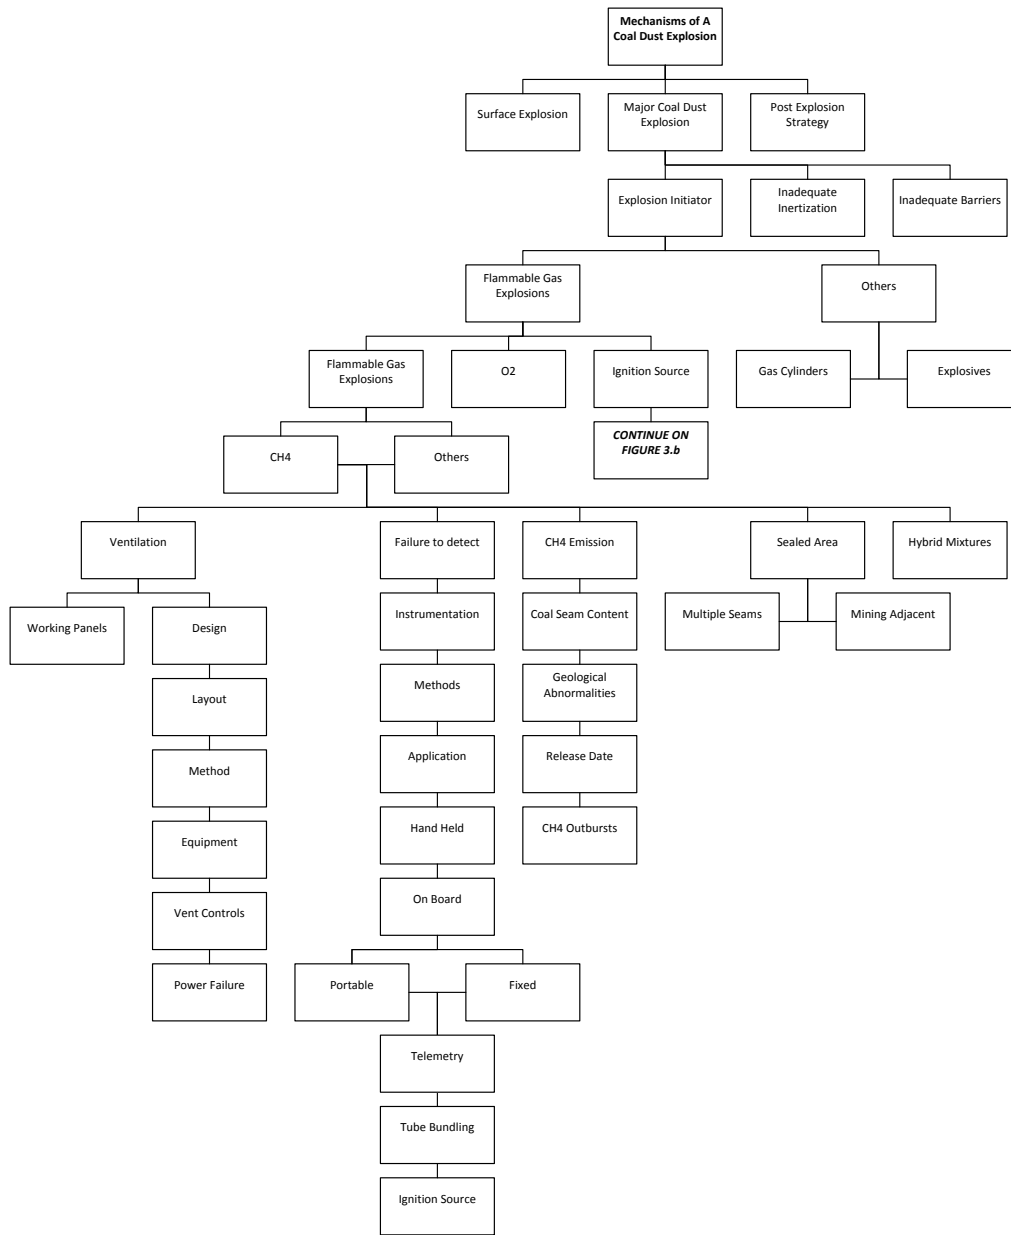 Mechanisms of A
Coal Dust Explosion
Surface Explosion
Major Coal Dust
Explosion
Post Explosion
Strategy
Explosion Initiator
Inadequate
Inertization
Inadequate Barriers
Flammable Gas
Explosions
Others
Flammable Gas
Explosions
O2
Ignition Source
Gas Cylinders
Explosives
CONTINUE ON
FIGURE 3.b
CH4
Others
Ventilation
Failure to detect
CH4 Emission
Sealed Area
Hybrid Mixtures
Working Panels
Design
Instrumentation
Coal Seam Content
Multiple Seams
Mining Adjacent
Layout
Methods
Geological
Abnormalities
Method
Application
Release Date
Equipment
Hand Held
CH4 Outbursts
Vent Controls
On Board
Power Failure
Portable
Fixed
Telemetry
Tube Bundling
Ignition Source